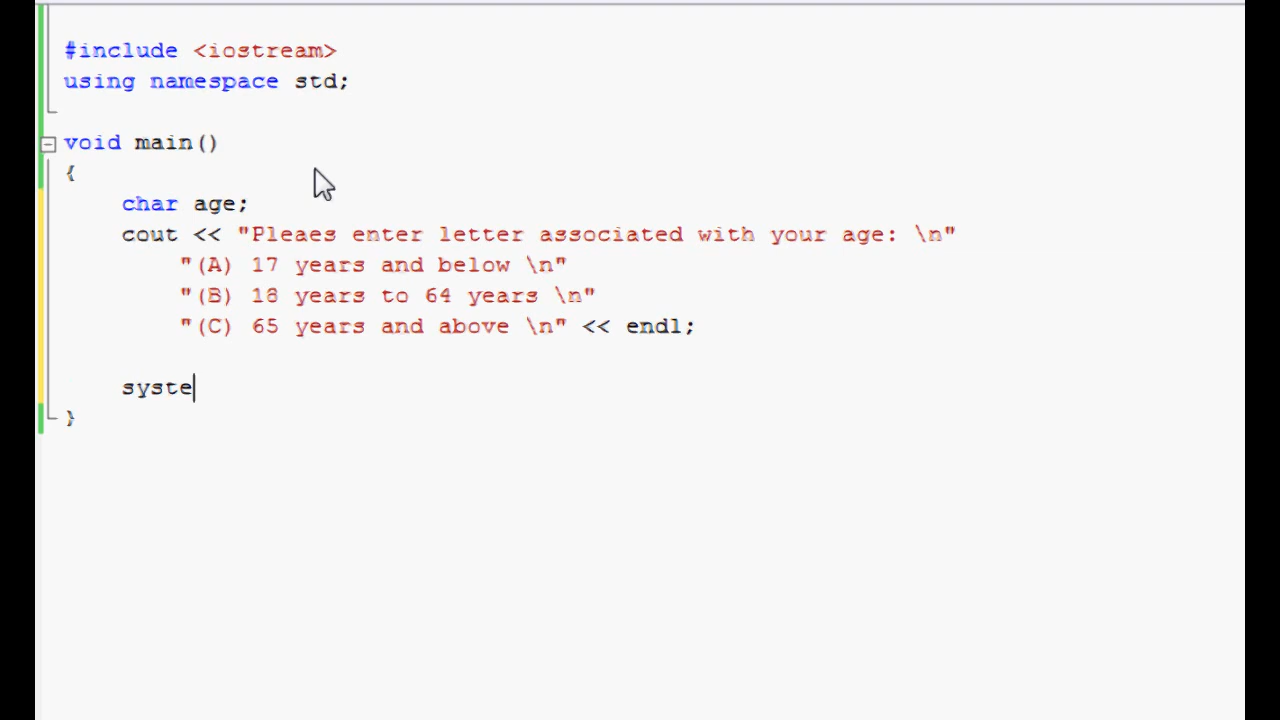 #include <iostream>
using namespace std;
void main()
{
char age;
cout << "Pleaes enter letter associated with your age: \n"
"(A) 17 years and below \n"
"(B) 18 years to 64 years \n"
"(C) 65 years and above \n" << endl;
syste
}